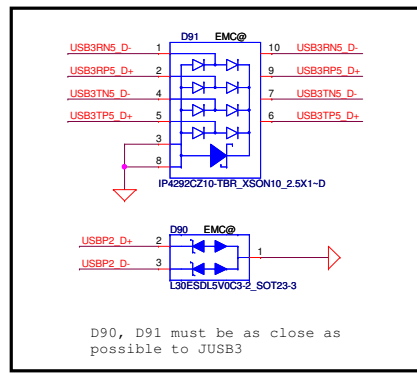 D91 EMC@
USB3RN5_D- 1 10 USB3RN5_D-
USB3RP5_D+ 2 9 USB3RP5_D+
USB3TN5_D- 4 7 USB3TN5_D-
USB3TP5_D+ 5 6 USB3TP5_D+
3
8
IP4292CZ10-TBR_XSON10_2.5X1~D
D90 EMC@
USBP2_D+ 2 1
USBP2_D- 3
L30ESDL5V0C3-2_SOT23-3
D90, D91 must be as close as
possible to JUSB3